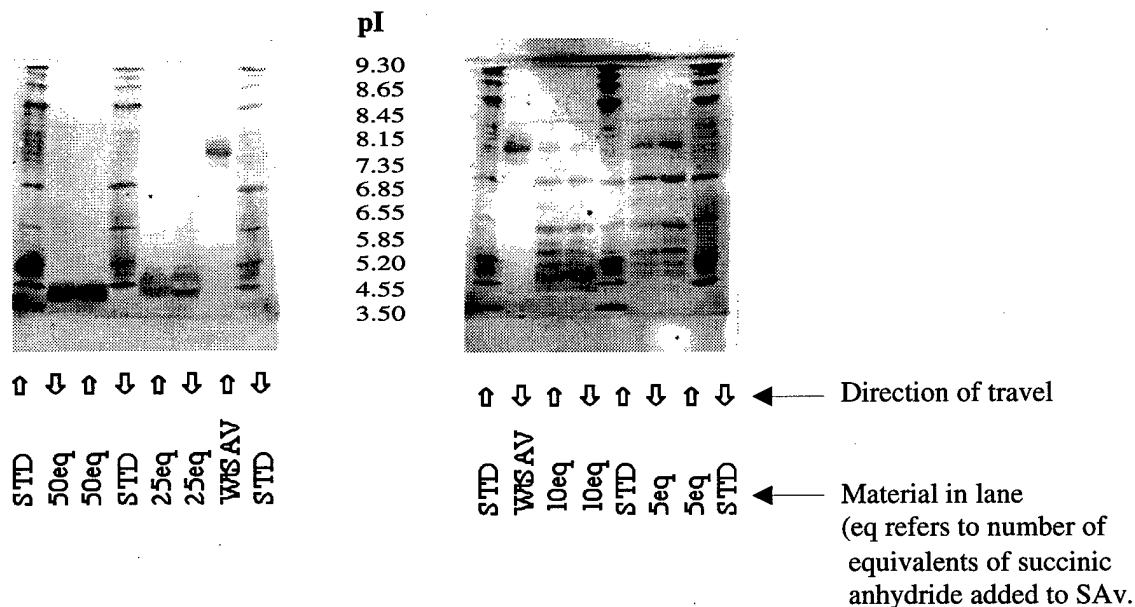 pI
9.30
8.65
8.45
8.15
7.35
6.85
6.55
5.85
5.20
4.55
3.50
Direction of travel
STD
50eq
50eq
STD
25eq
25eq
WtSAV
STD
STD
WtSAV
10eq
10eq
STD
5eq
5eq
STD
Material in lane
(eq refers to number of
equivalents of succinic
anhydride added to SAv.